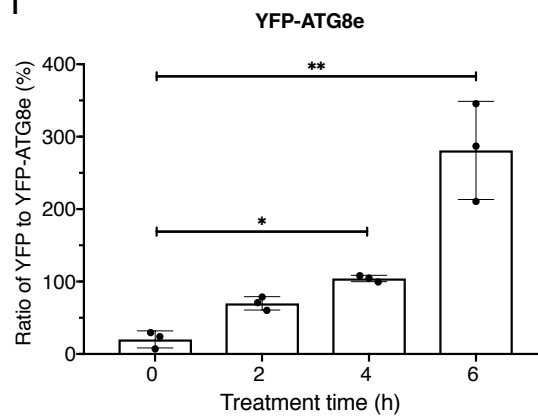 YFP-ATG8e
Ratio of YFP to YFP-ATG8e (%)
400
300
200
100
0
**
*
0 2 4 6
Treatment time (h)